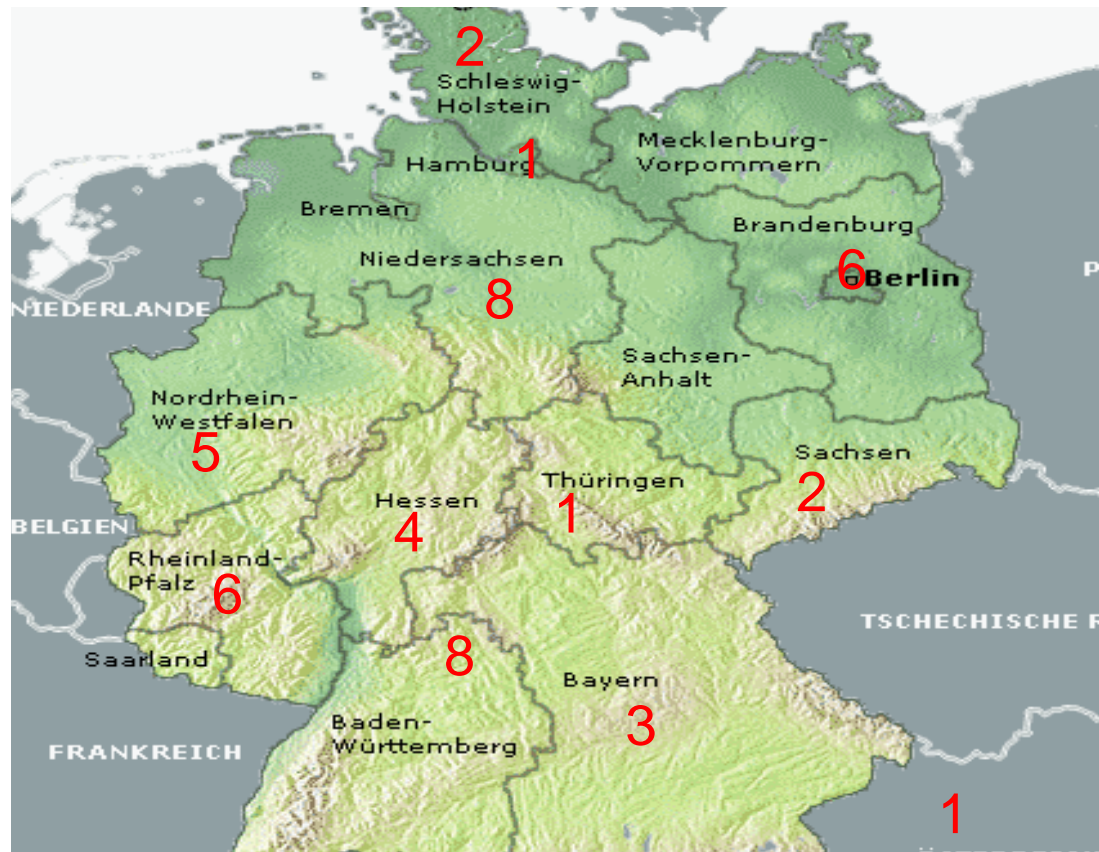 2
Schleswig-
Holstein
Mecklenburg-
Vorpommern
Hamburg
1
Bremen
Brandenburg
Niedersachsen
6
Berlin
8
NIEDERLANDE
Sachsen-
Anhalt
Nordrhein-
Westfalen
5
Sachsen
2
Thüringen
1
Hessen
4
BELGIEN
Rheinland-
Pfalz
6
TSCHECHISCHE R
Saarland
8
Bayern
3
Baden-
Württemberg
FRANKREICH
1